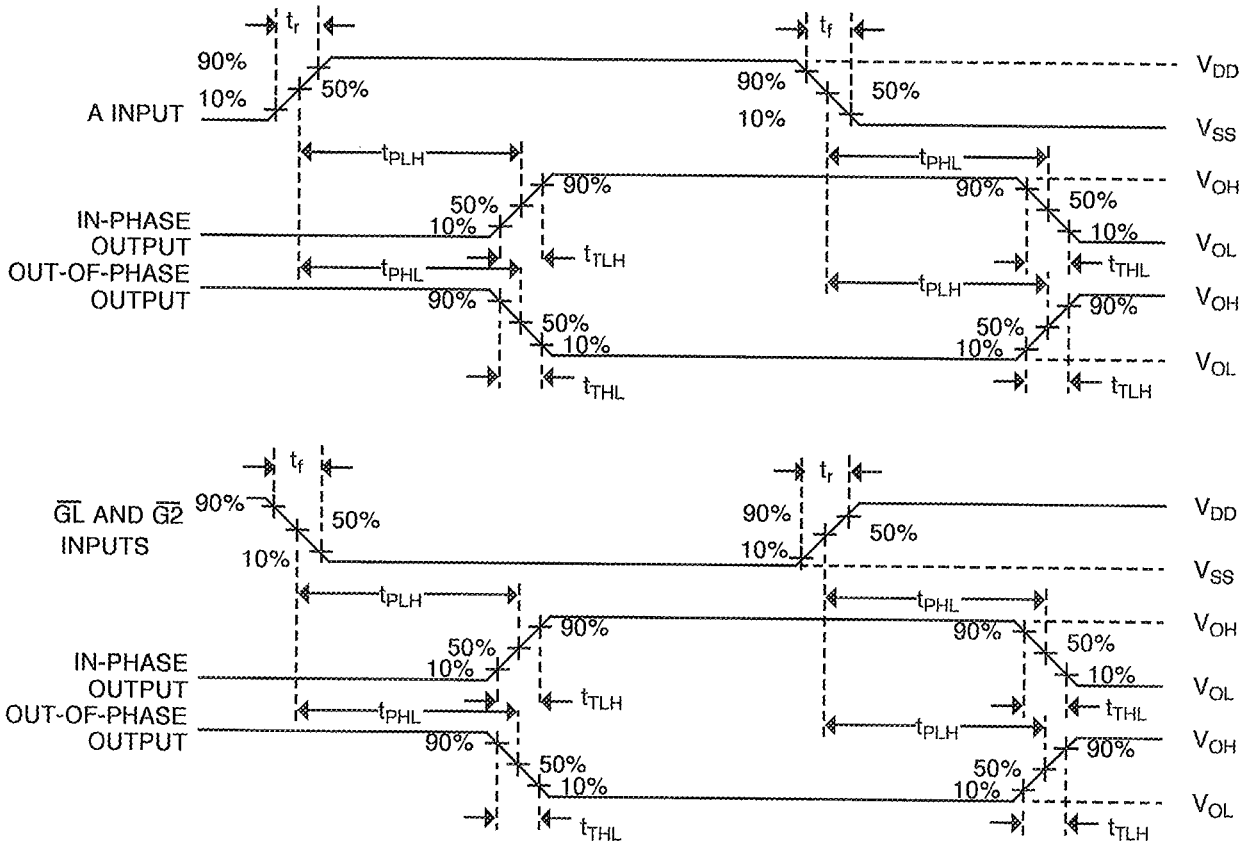 tr
tf
90%
90%
VDD
50%
50%
10%
10%
A INPUT
VSS
tPLH
tPHL
90%
90%
VOH
50%
50%
10%
10%
IN-PHASE
OUTPUT
VOL
tTLH
tTHL
OUT-OF-PHASE
OUTPUT
tPHL
tPLH
VOH
90%
90%
50%
50%
10%
10%
VOL
tTHL
tTLH
tf
tr
90%
G̅L̅ AND G̅2̅
INPUTS
50%
90%
VDD
50%
10%
10%
VSS
tPLH
tPHL
90%
90%
VOH
50%
50%
10%
10%
IN-PHASE
OUTPUT
VOL
tTLH
tTHL
OUT-OF-PHASE
OUTPUT
tPHL
tPLH
VOH
90%
90%
50%
50%
10%
10%
VOL
tTHL
tTLH